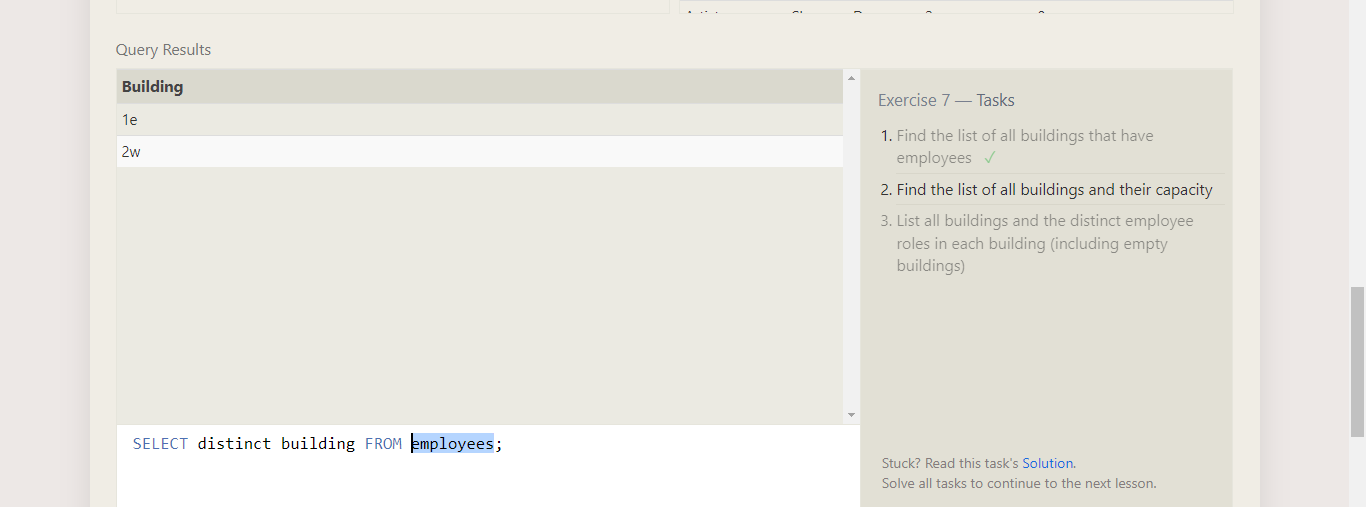 Query Results
Building
1e
2w
Exercise 7 — Tasks
1. Find the list of all buildings that have
employees ✓
2. Find the list of all buildings and their capacity
3. List all buildings and the distinct employee
roles in each building (including empty
buildings)
SELECT distinct building FROM employees;
Stuck? Read this task's Solution.
Solve all tasks to continue to the next lesson.